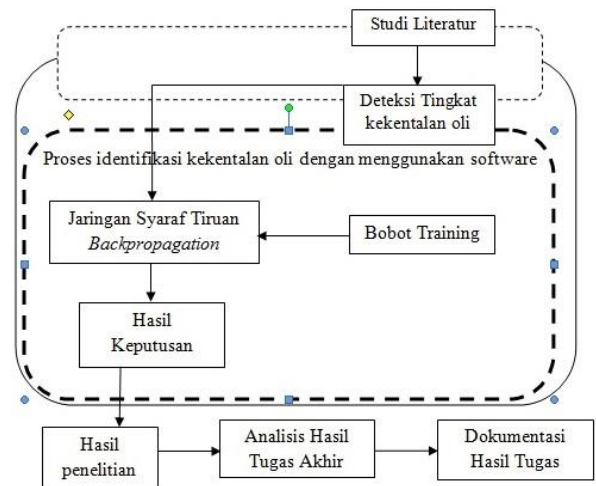 Studi Literatur
Deteksi Tingkat
kekentalan oli
Proses identifikasi kekentalan oli dengan menggunakan software
Jaringan Syaraf Tiruan
Backpropagation
Bobot Training
Hasil
Keputusan
Hasil
penelitian
Analisis Hasil
Tugas Akhir
Dokumentasi
Hasil Tugas